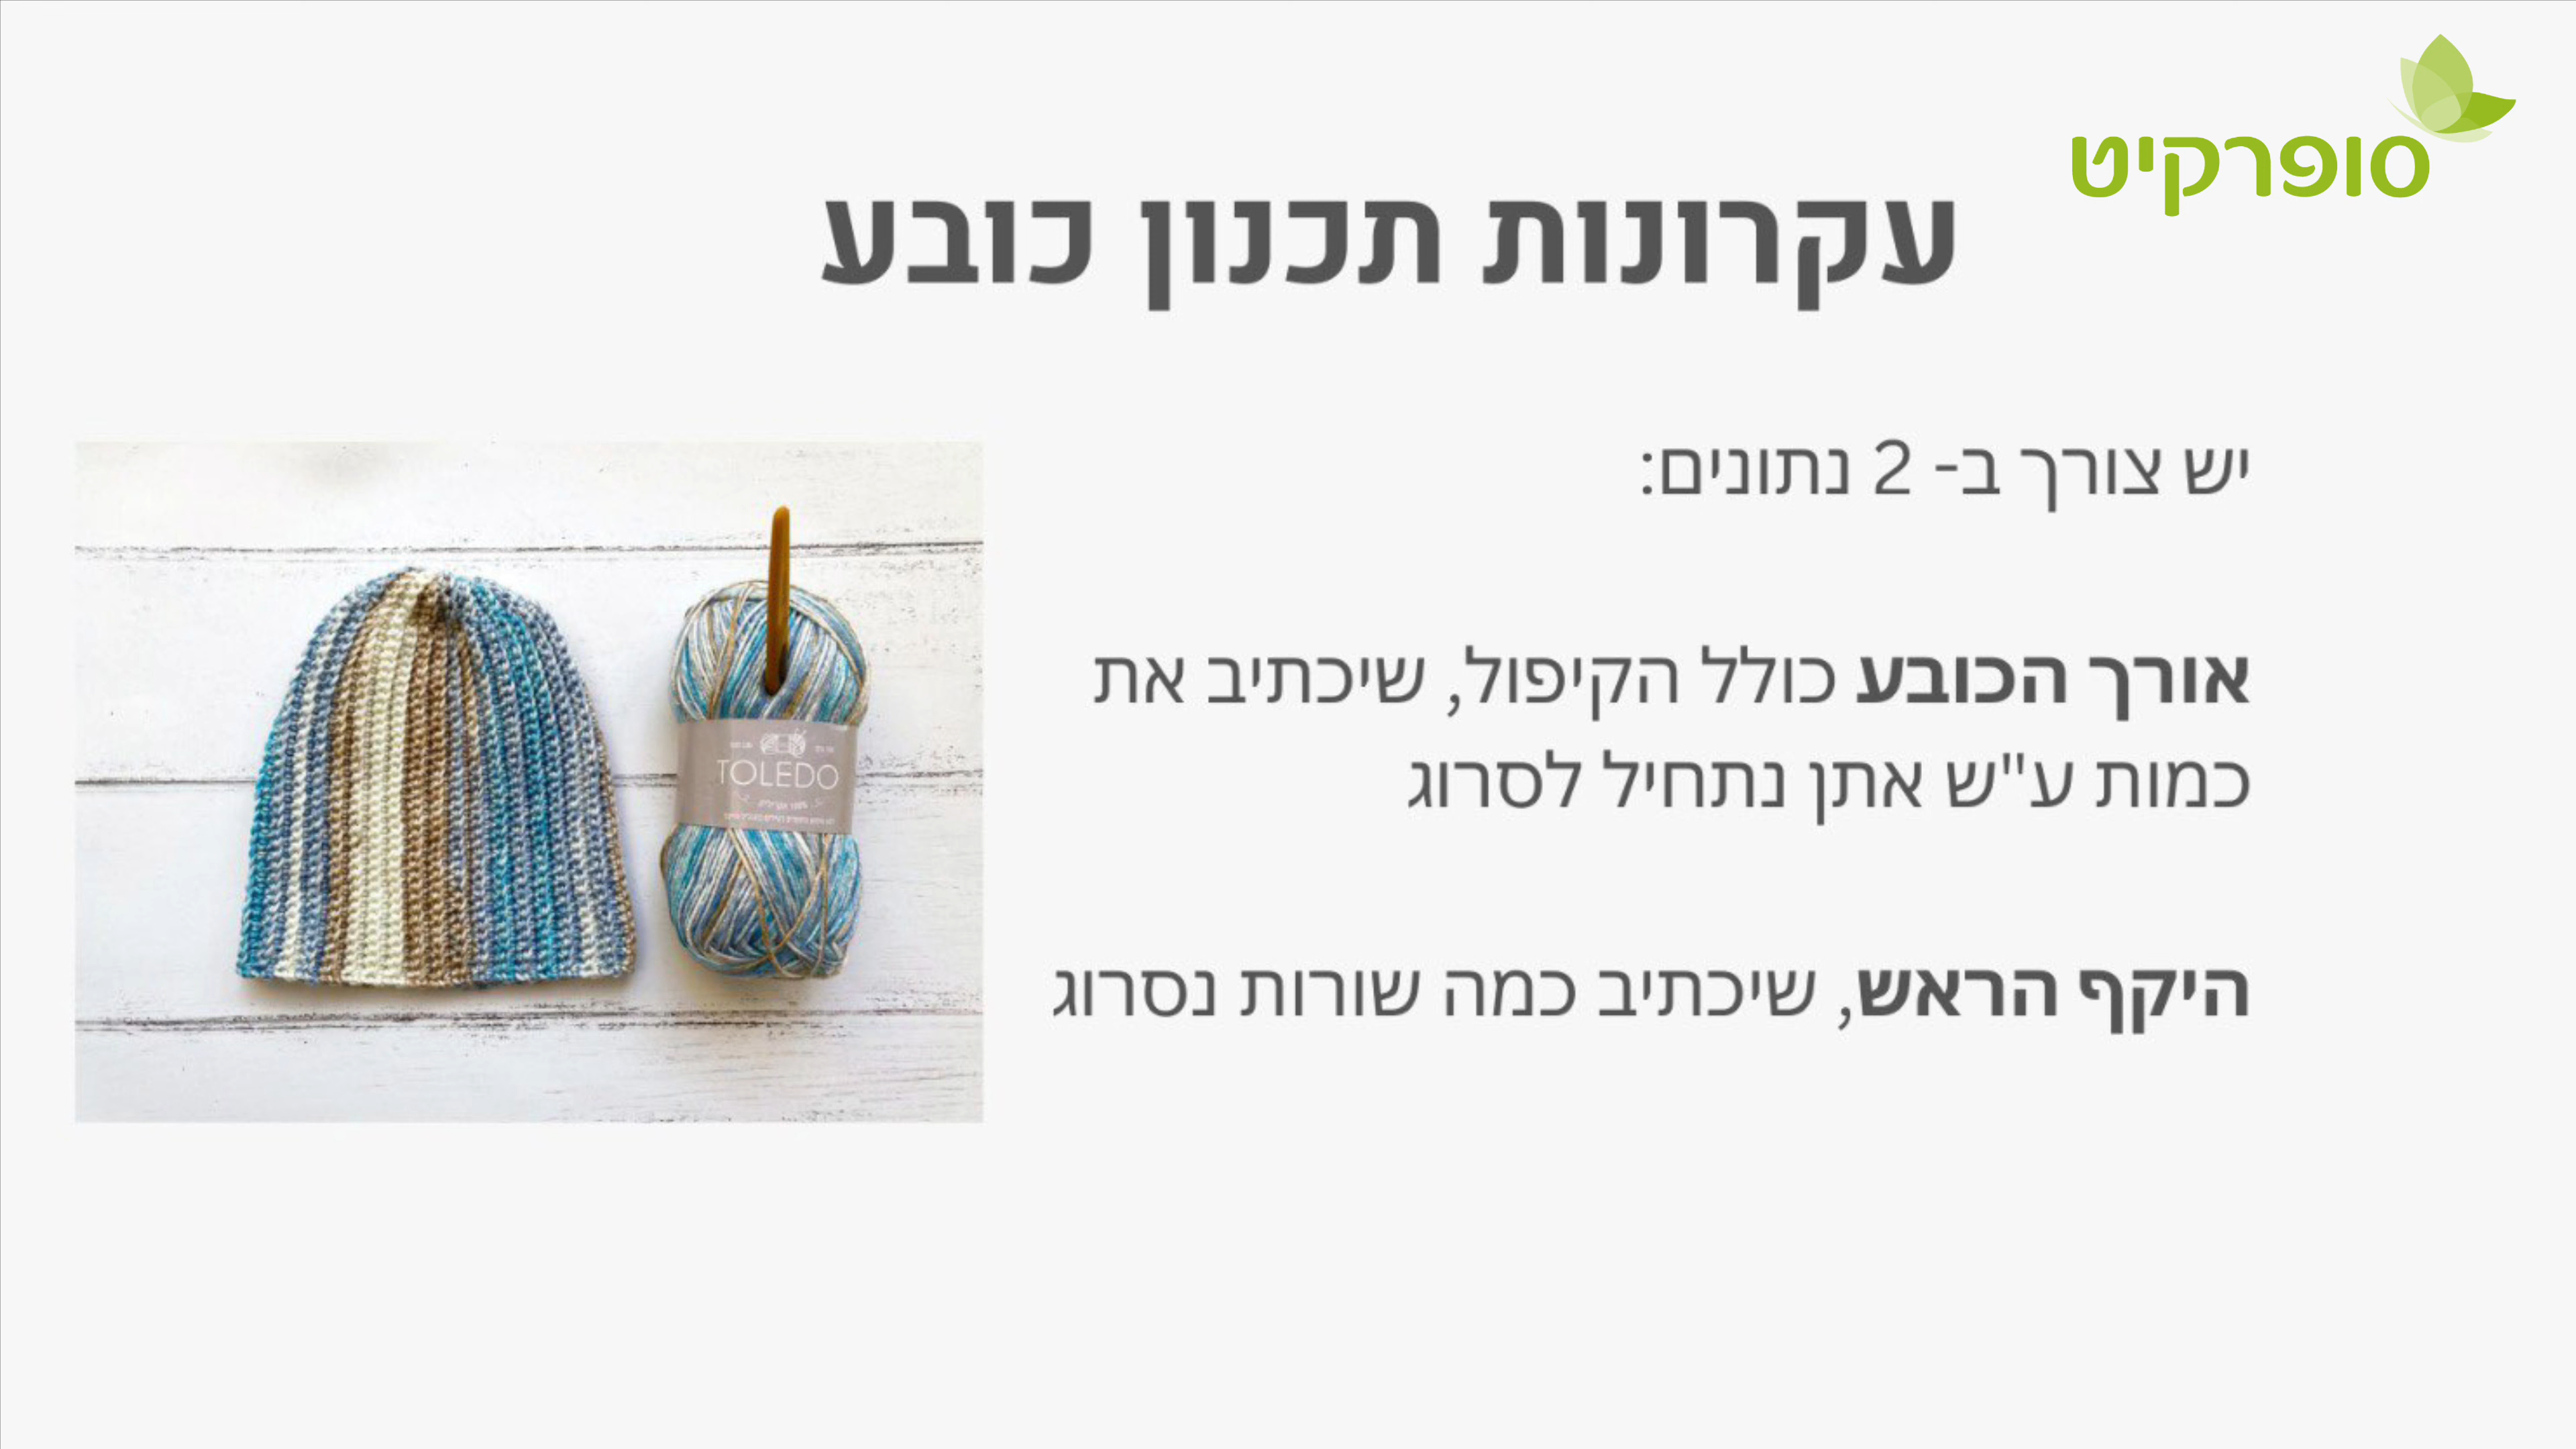 סופרקיט
עקרונות תכנון כובע
יש צורך ב- 2 נתונים:
אורך הכובע כולל הקיפול, שיכתיב את
כמות ע"ש אתן נתחיל לסרוג
היקף הראש, שיכתיב כמה שורות נסרוג
TOLEDO